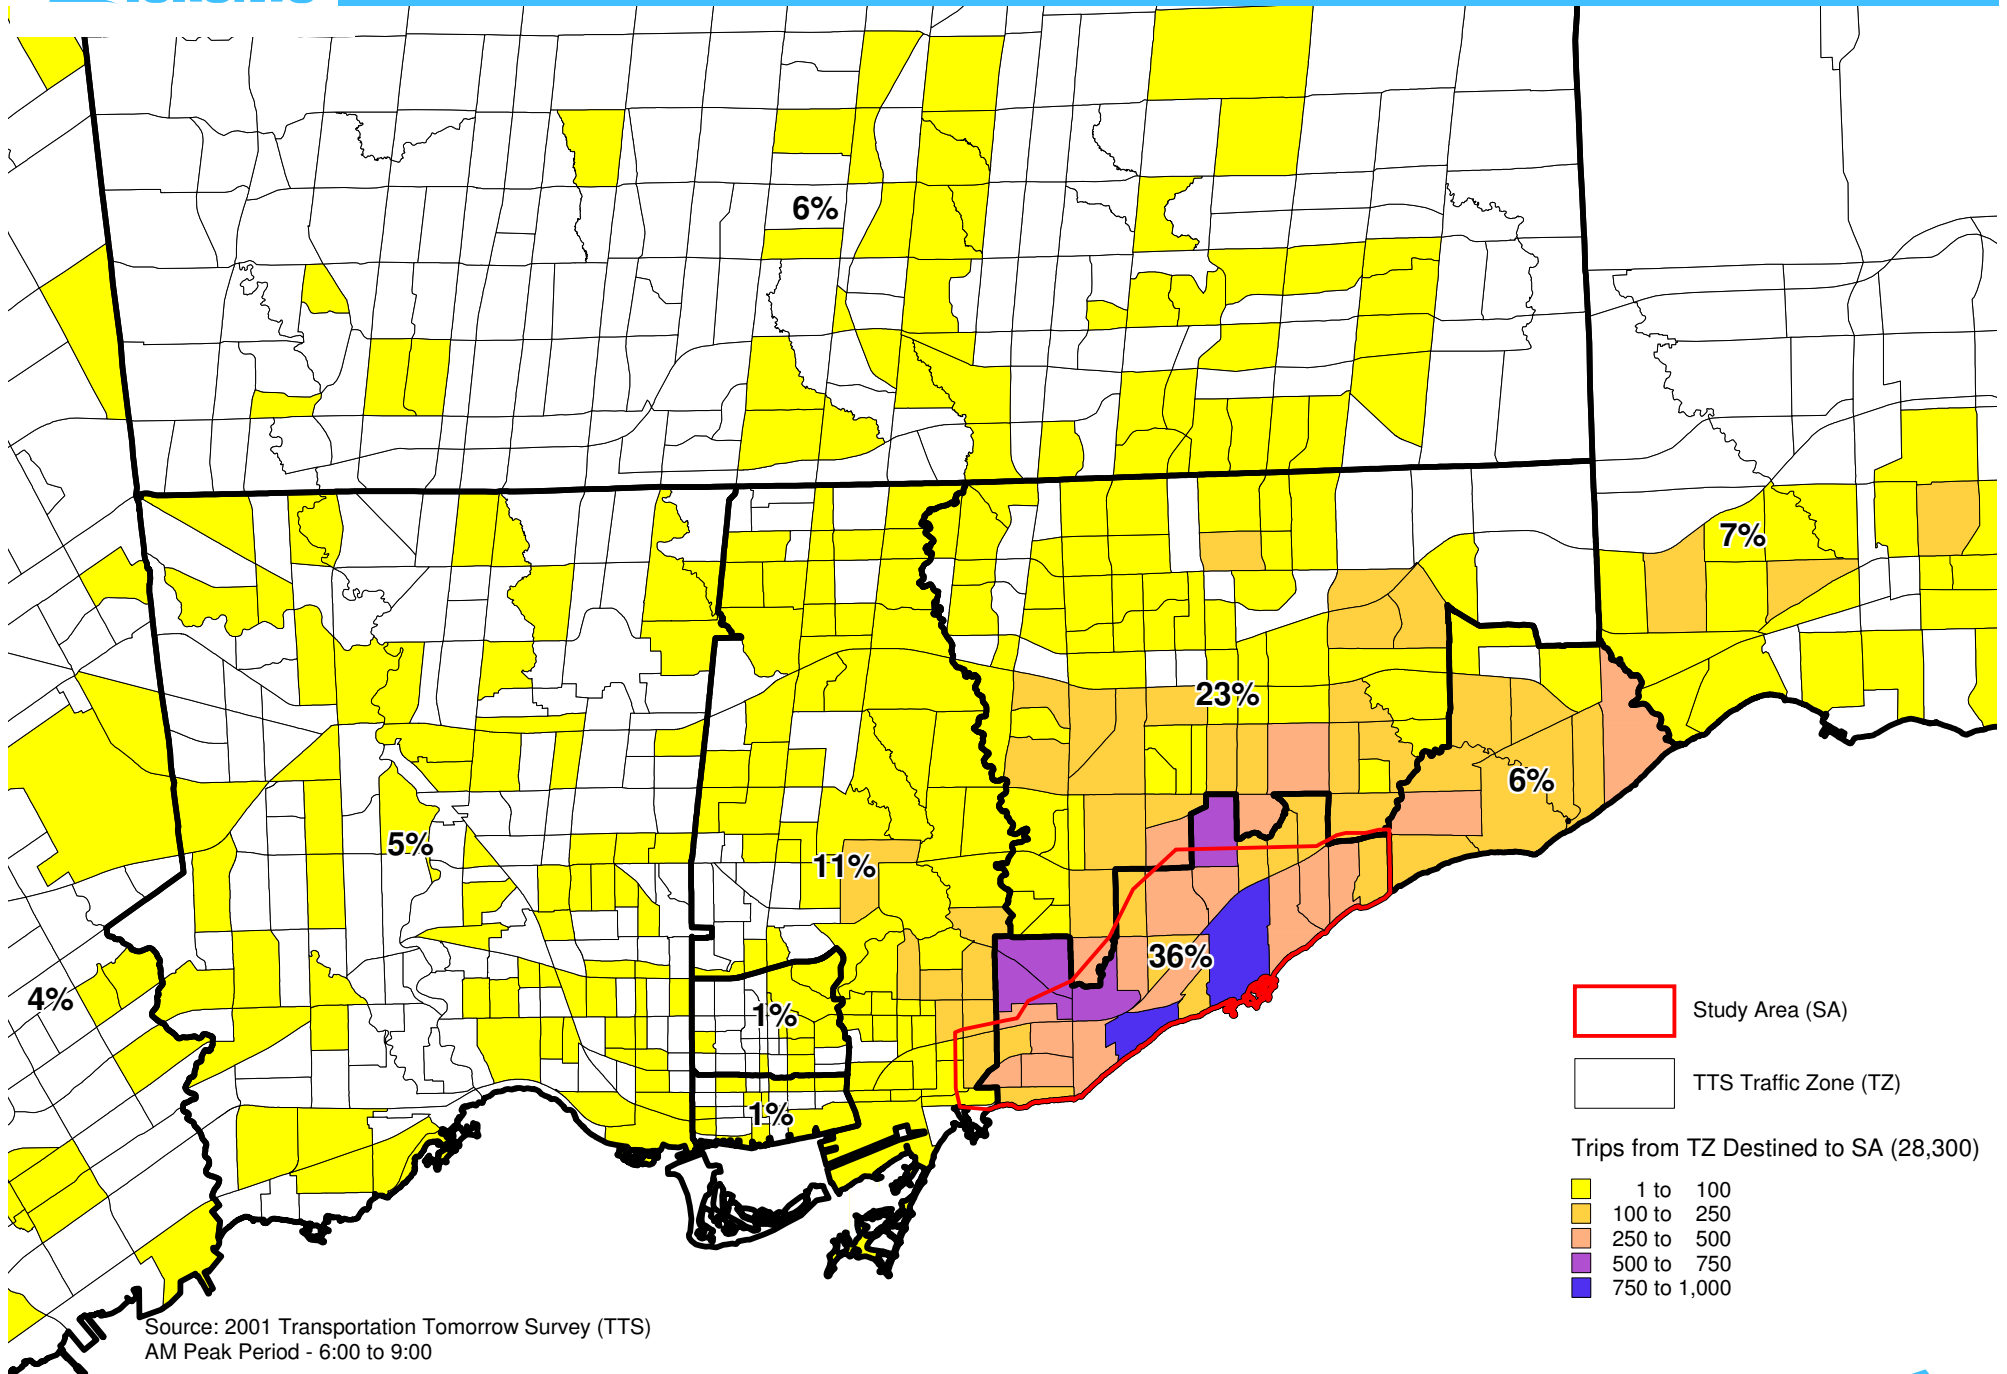 6%
7%
23%
6%
5%
11%
36%
4%
1%
1%
Study Area (SA)
TTS Traffic Zone (TZ)
Trips from TZ Destined to SA (28,300)
1 to 100
100 to 250
250 to 500
500 to 750
750 to 1,000
Source: 2001 Transportation Tomorrow Survey (TTS)
AM Peak Period - 6:00 to 9:00